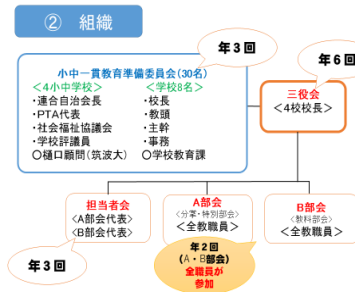 ② 組織
年3回
年6回
小中一貫教育準備委員会(30名)
<4小中学校> <学校8名>
・連合自治会長 ・校長
・PTA代表 ・教頭
・社会福祉協議会 ・主幹
・学校評議員 ・事務
〇樋口顧問(筑波大) 〇学校教育課
三役会
<4校校長>
担当者会
<A部会代表>
<B部会代表>
A部会
<分掌・特別部会>
<全教職員>
B部会
<教科部会>
<全教職員>
年3回
年2回
(A・B部会)
全職員が
参加